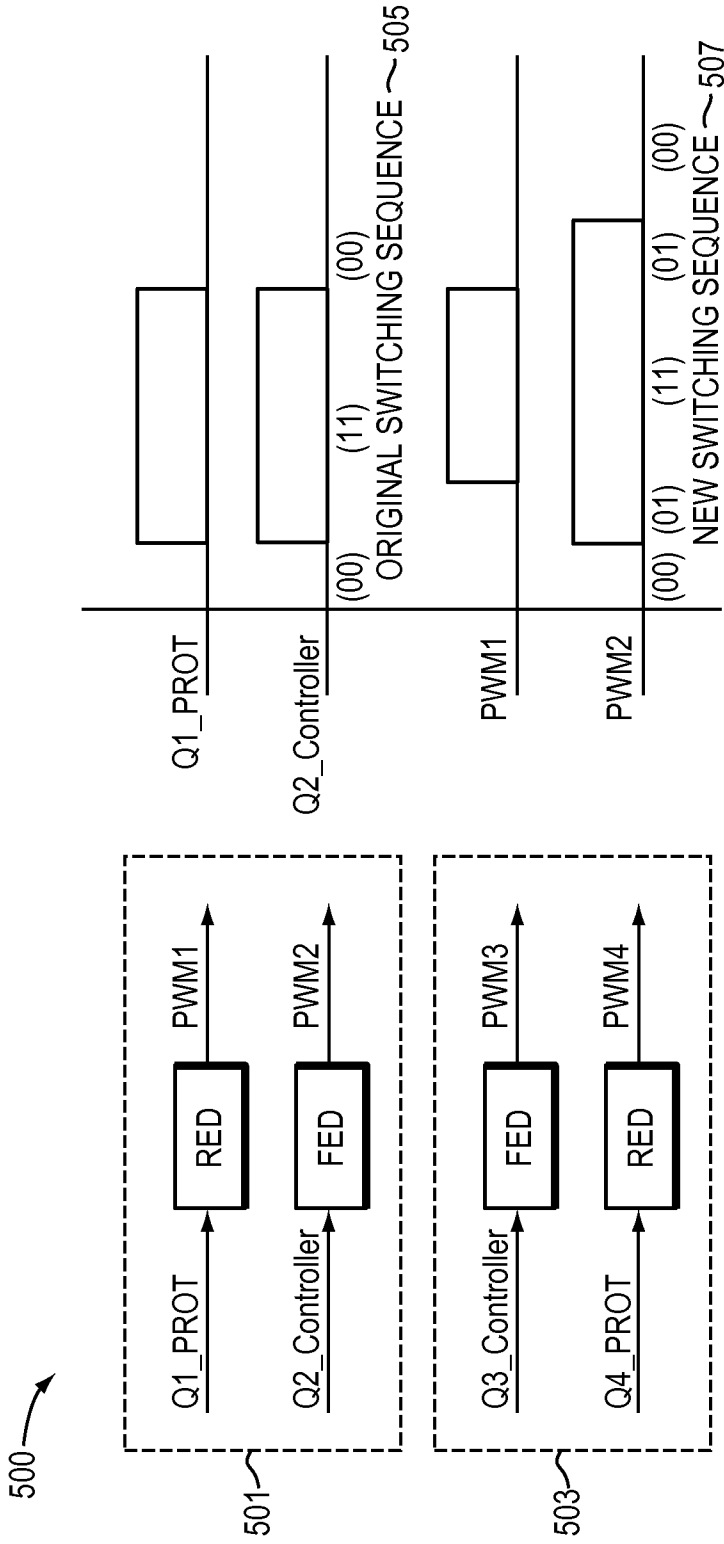 500
Q1_PROT
RED
PWM1
Q2_Controller
FED
PWM2
501
Q3_Controller
FED
PWM3
Q4_PROT
RED
PWM4
503
Q1_PROT
Q2_Controller
(00) (11) (00)
ORIGINAL SWITCHING SEQUENCE 505
PWM1
PWM2
(00) (01) (11) (01) (00)
NEW SWITCHING SEQUENCE 507